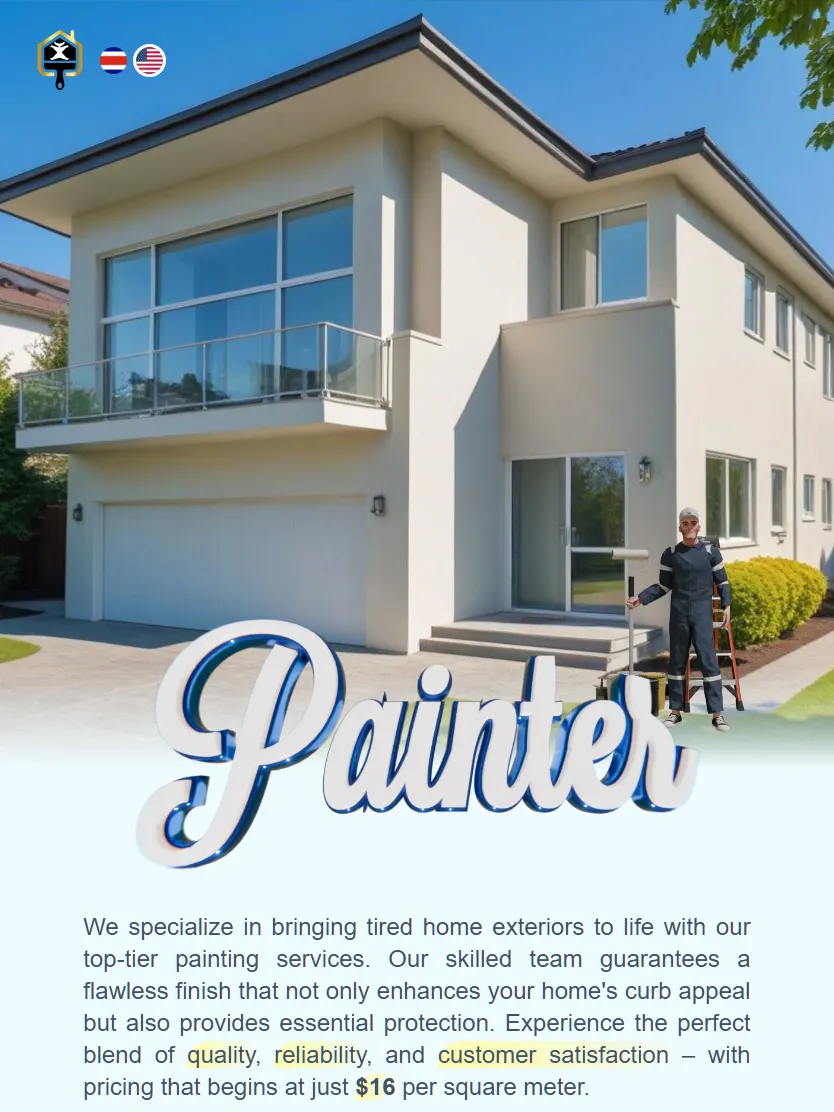 Painter
We specialize in bringing tired home exteriors to life with our
top-tier painting services. Our skilled team guarantees a
flawless finish that not only enhances your home's curb appeal
but also provides essential protection. Experience the perfect
blend of quality, reliability, and customer satisfaction – with
pricing that begins at just $16 per square meter.